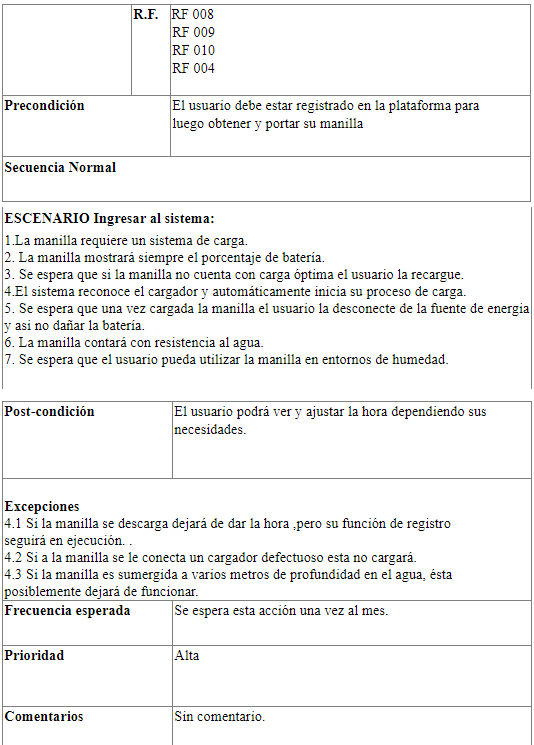 R.F. RF 008
RF 009
RF 010
RF 004
Precondición El usuario debe estar registrado en la plataforma para
luego obtener y portar su manilla
Secuencia Normal
ESCENARIO Ingresar al sistema:
1.La manilla requiere un sistema de carga.
2. La manilla mostrará siempre el porcentaje de batería.
3. Se espera que si la manilla no cuenta con carga óptima el usuario la recargue.
4.El sistema reconoce el cargador y automáticamente inicia su proceso de carga.
5. Se espera que una vez cargada la manilla el usuario la desconecte de la fuente de energía
y así no dañar la batería.
6. La manilla contará con resistencia al agua.
7. Se espera que el usuario pueda utilizar la manilla en entornos de humedad.
Post-condición El usuario podrá ver y ajustar la hora dependiendo sus
necesidades.
Excepciones
4.1 Si la manilla se descarga dejará de dar la hora ,pero su función de registro
seguirá en ejecución. .
4.2 Si a la manilla se le conecta un cargador defectuoso esta no cargará.
4.3 Si la manilla es sumergida a varios metros de profundidad en el agua, ésta
posiblemente dejará de funcionar.
Frecuencia esperada Se espera esta acción una vez al mes.
Prioridad Alta
Comentarios Sin comentario.